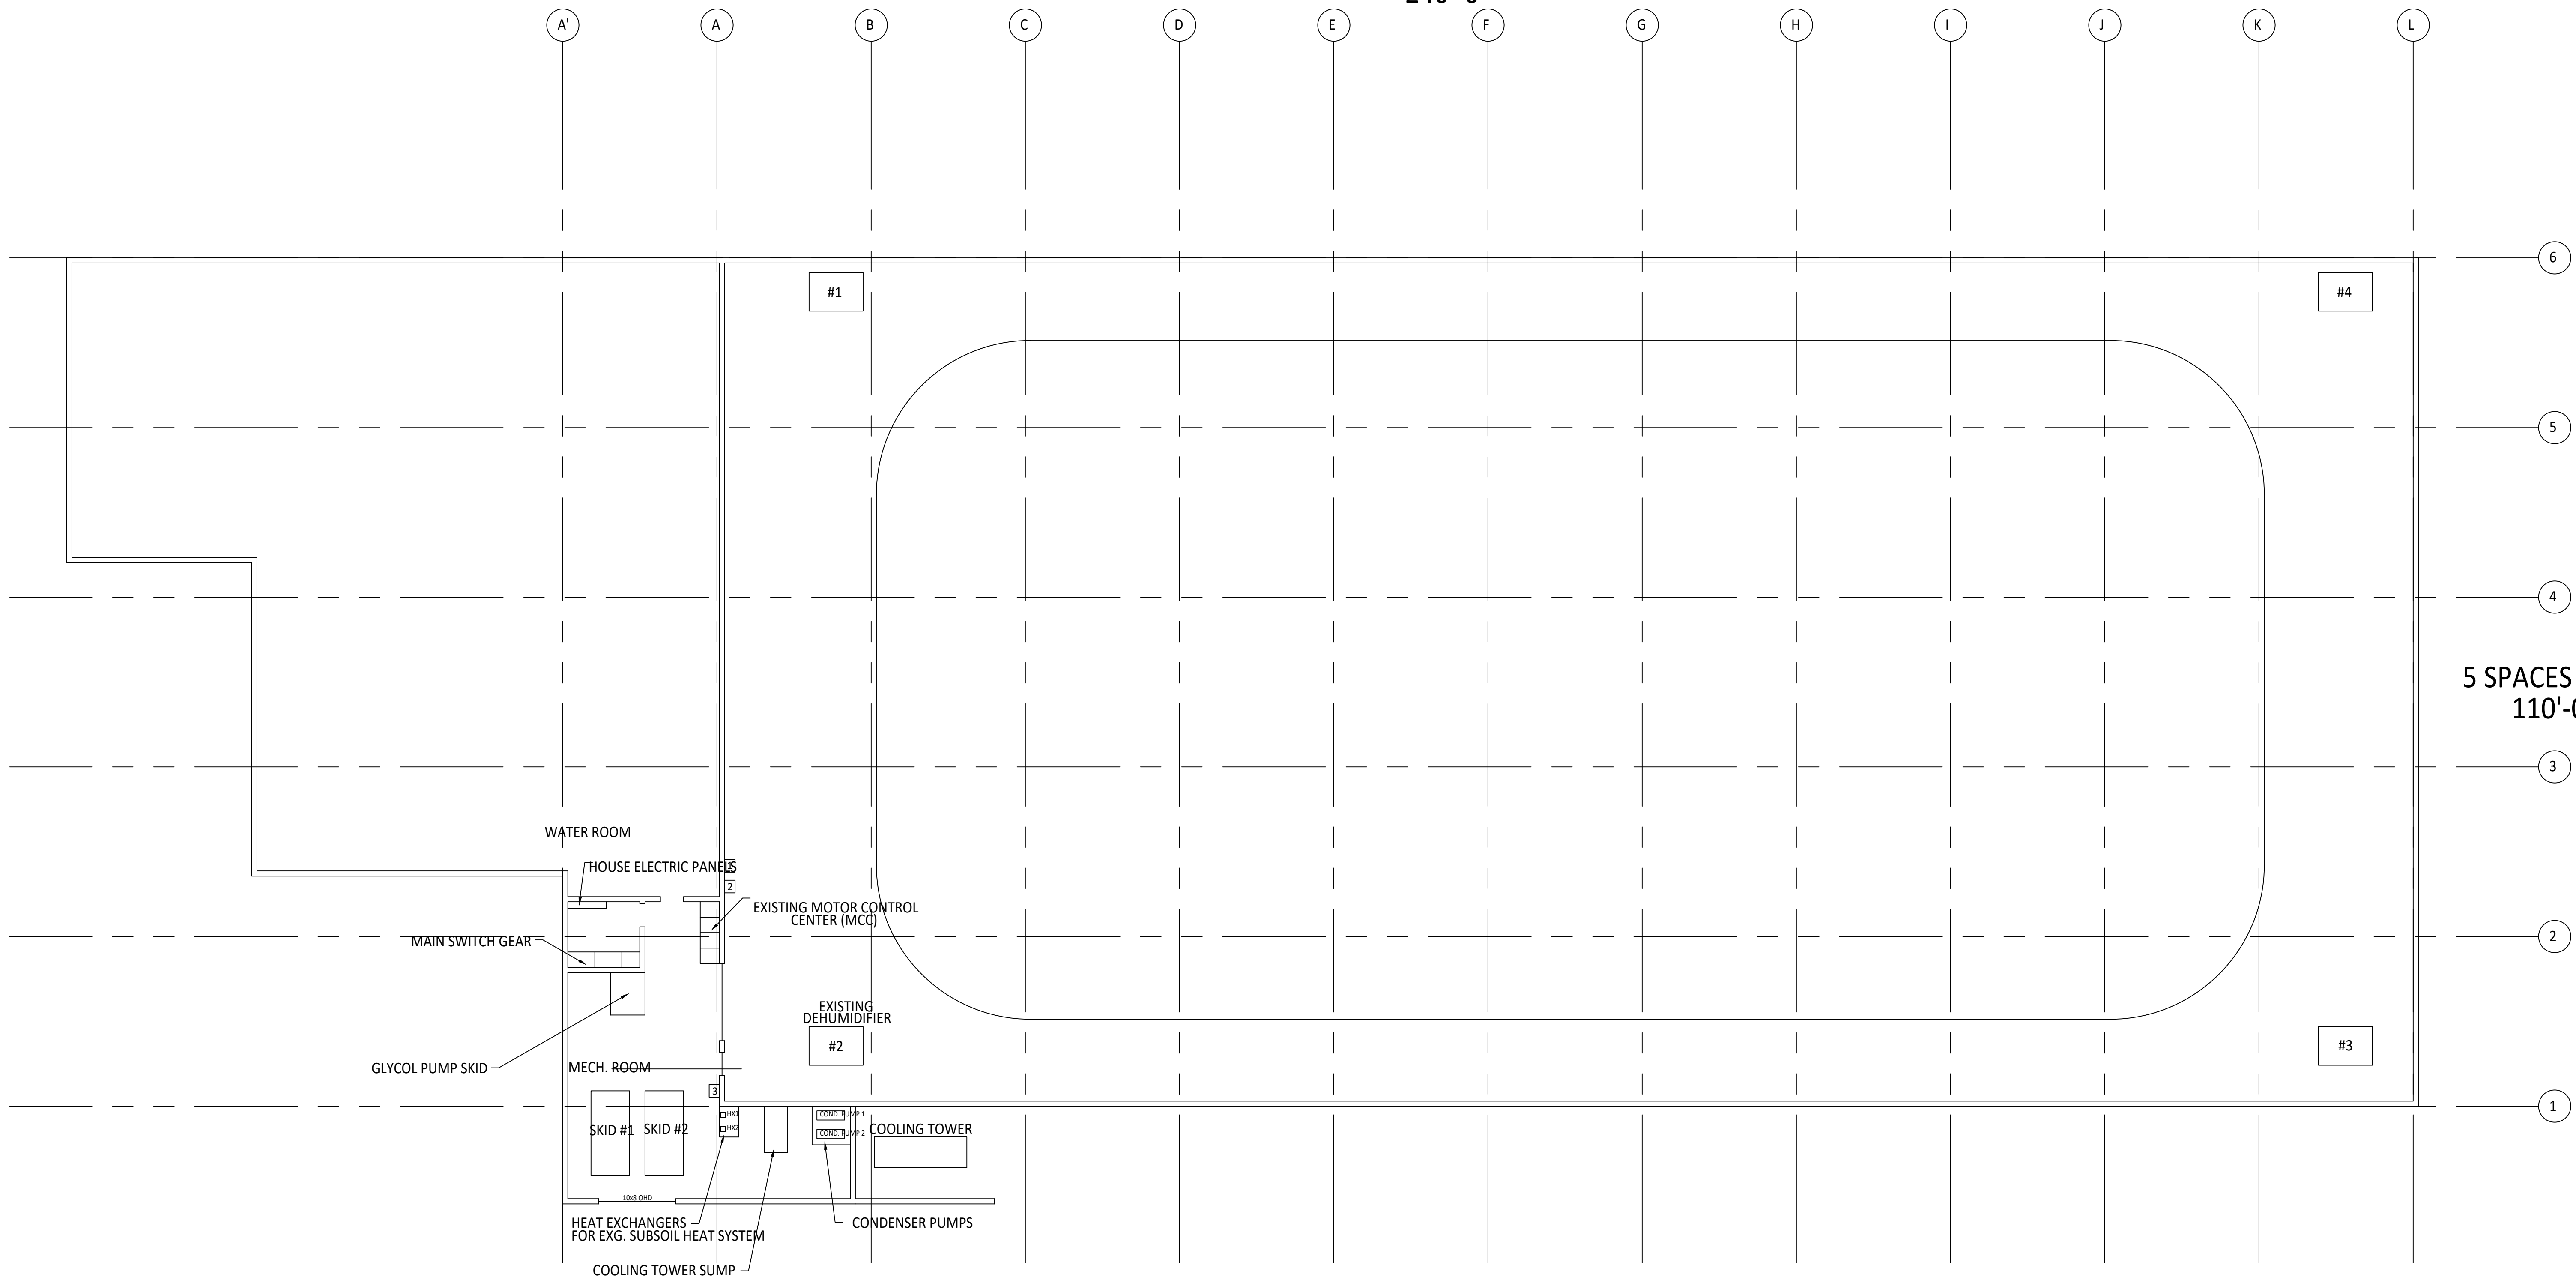 A' A B C D E F G H I J K L
6
#1 #4
5
4
5 SPACES
110'-0
3
WATER ROOM
HOUSE ELECTRIC PANELS
2
EXISTING MOTOR CONTROL
CENTER (MCC)
MAIN SWITCH GEAR
2
EXISTING
DEHUMIDIFIER
#2
#3
GLYCOL PUMP SKID
MECH. ROOM
3
1
HX1
HX2
COND. PUMP 1
COND. PUMP 2
SKID #1 SKID #2
COOLING TOWER
10x8 OHD
HEAT EXCHANGERS
FOR EXG. SUBSOIL HEAT SYSTEM
CONDENSER PUMPS
COOLING TOWER SUMP